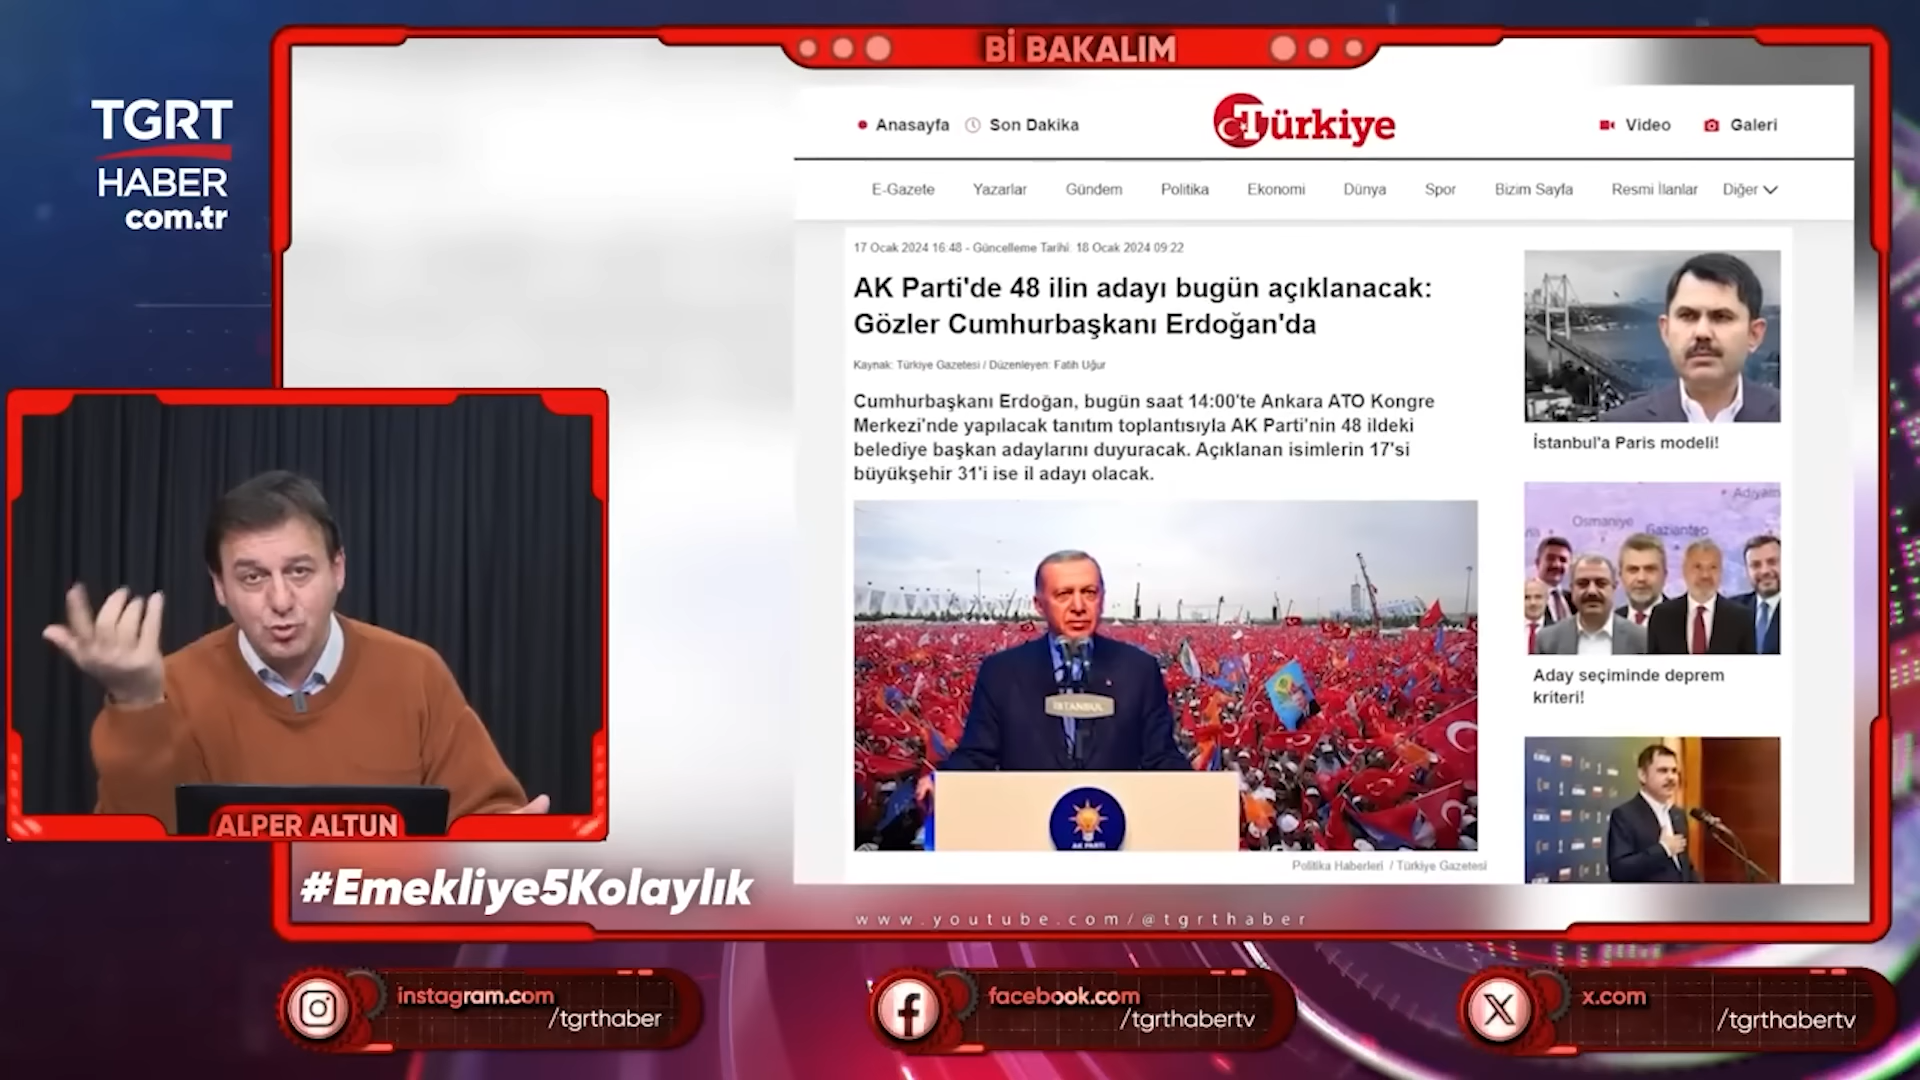 Bİ BAKALIM
TGRT
HABER
com.tr
Anasayfa
Son Dakika
Türkiye
Video
Galeri
E-Gazete
Yazarlar
Gündem
Politika
Ekonomi
Dünya
Spor
Bizim Sayfa
Resmi İlanlar
Diğer
17 Ocak 2024 16:48 - Güncelleme Tarihi: 18 Ocak 2024 09:22
AK Parti'de 48 ilin adayı bugün açıklanacak:
Gözler Cumhurbaşkanı Erdoğan'da
Kaynak: Türkiye Gazetesi / Düzenleyen: Fatih Uğur
Cumhurbaşkanı Erdoğan, bugün saat 14:00'te Ankara ATO Kongre
Merkezi'nde yapılacak tanıtım toplantısıyla AK Parti'nin 48 ildeki
belediye başkan adaylarını duyuracak. Açıklanan isimlerin 17'si
büyükşehir 31'i ise il adayı olacak.
İSTANBUL
AK PARTİ
Politika Haberleri / Türkiye Gazetesi
İstanbul'a Paris modeli!
Adıyam
Osmaniye
Gaziantep
Aday seçiminde deprem
kriteri!
ALPER ALTUN
#Emekliye5Kolaylık
www.youtube.com/@tgrthaber
instagram.com
/tgrthaber
facebook.com
/tgrthabertv
x.com
/tgrthabertv